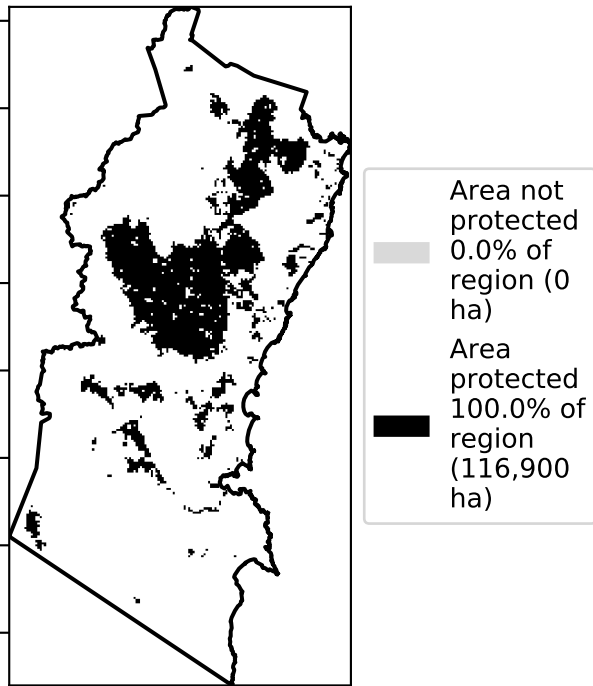 Area not
protected
0.0% of
region (0
ha)
Area
protected
100.0% of
region
(116,900
ha)